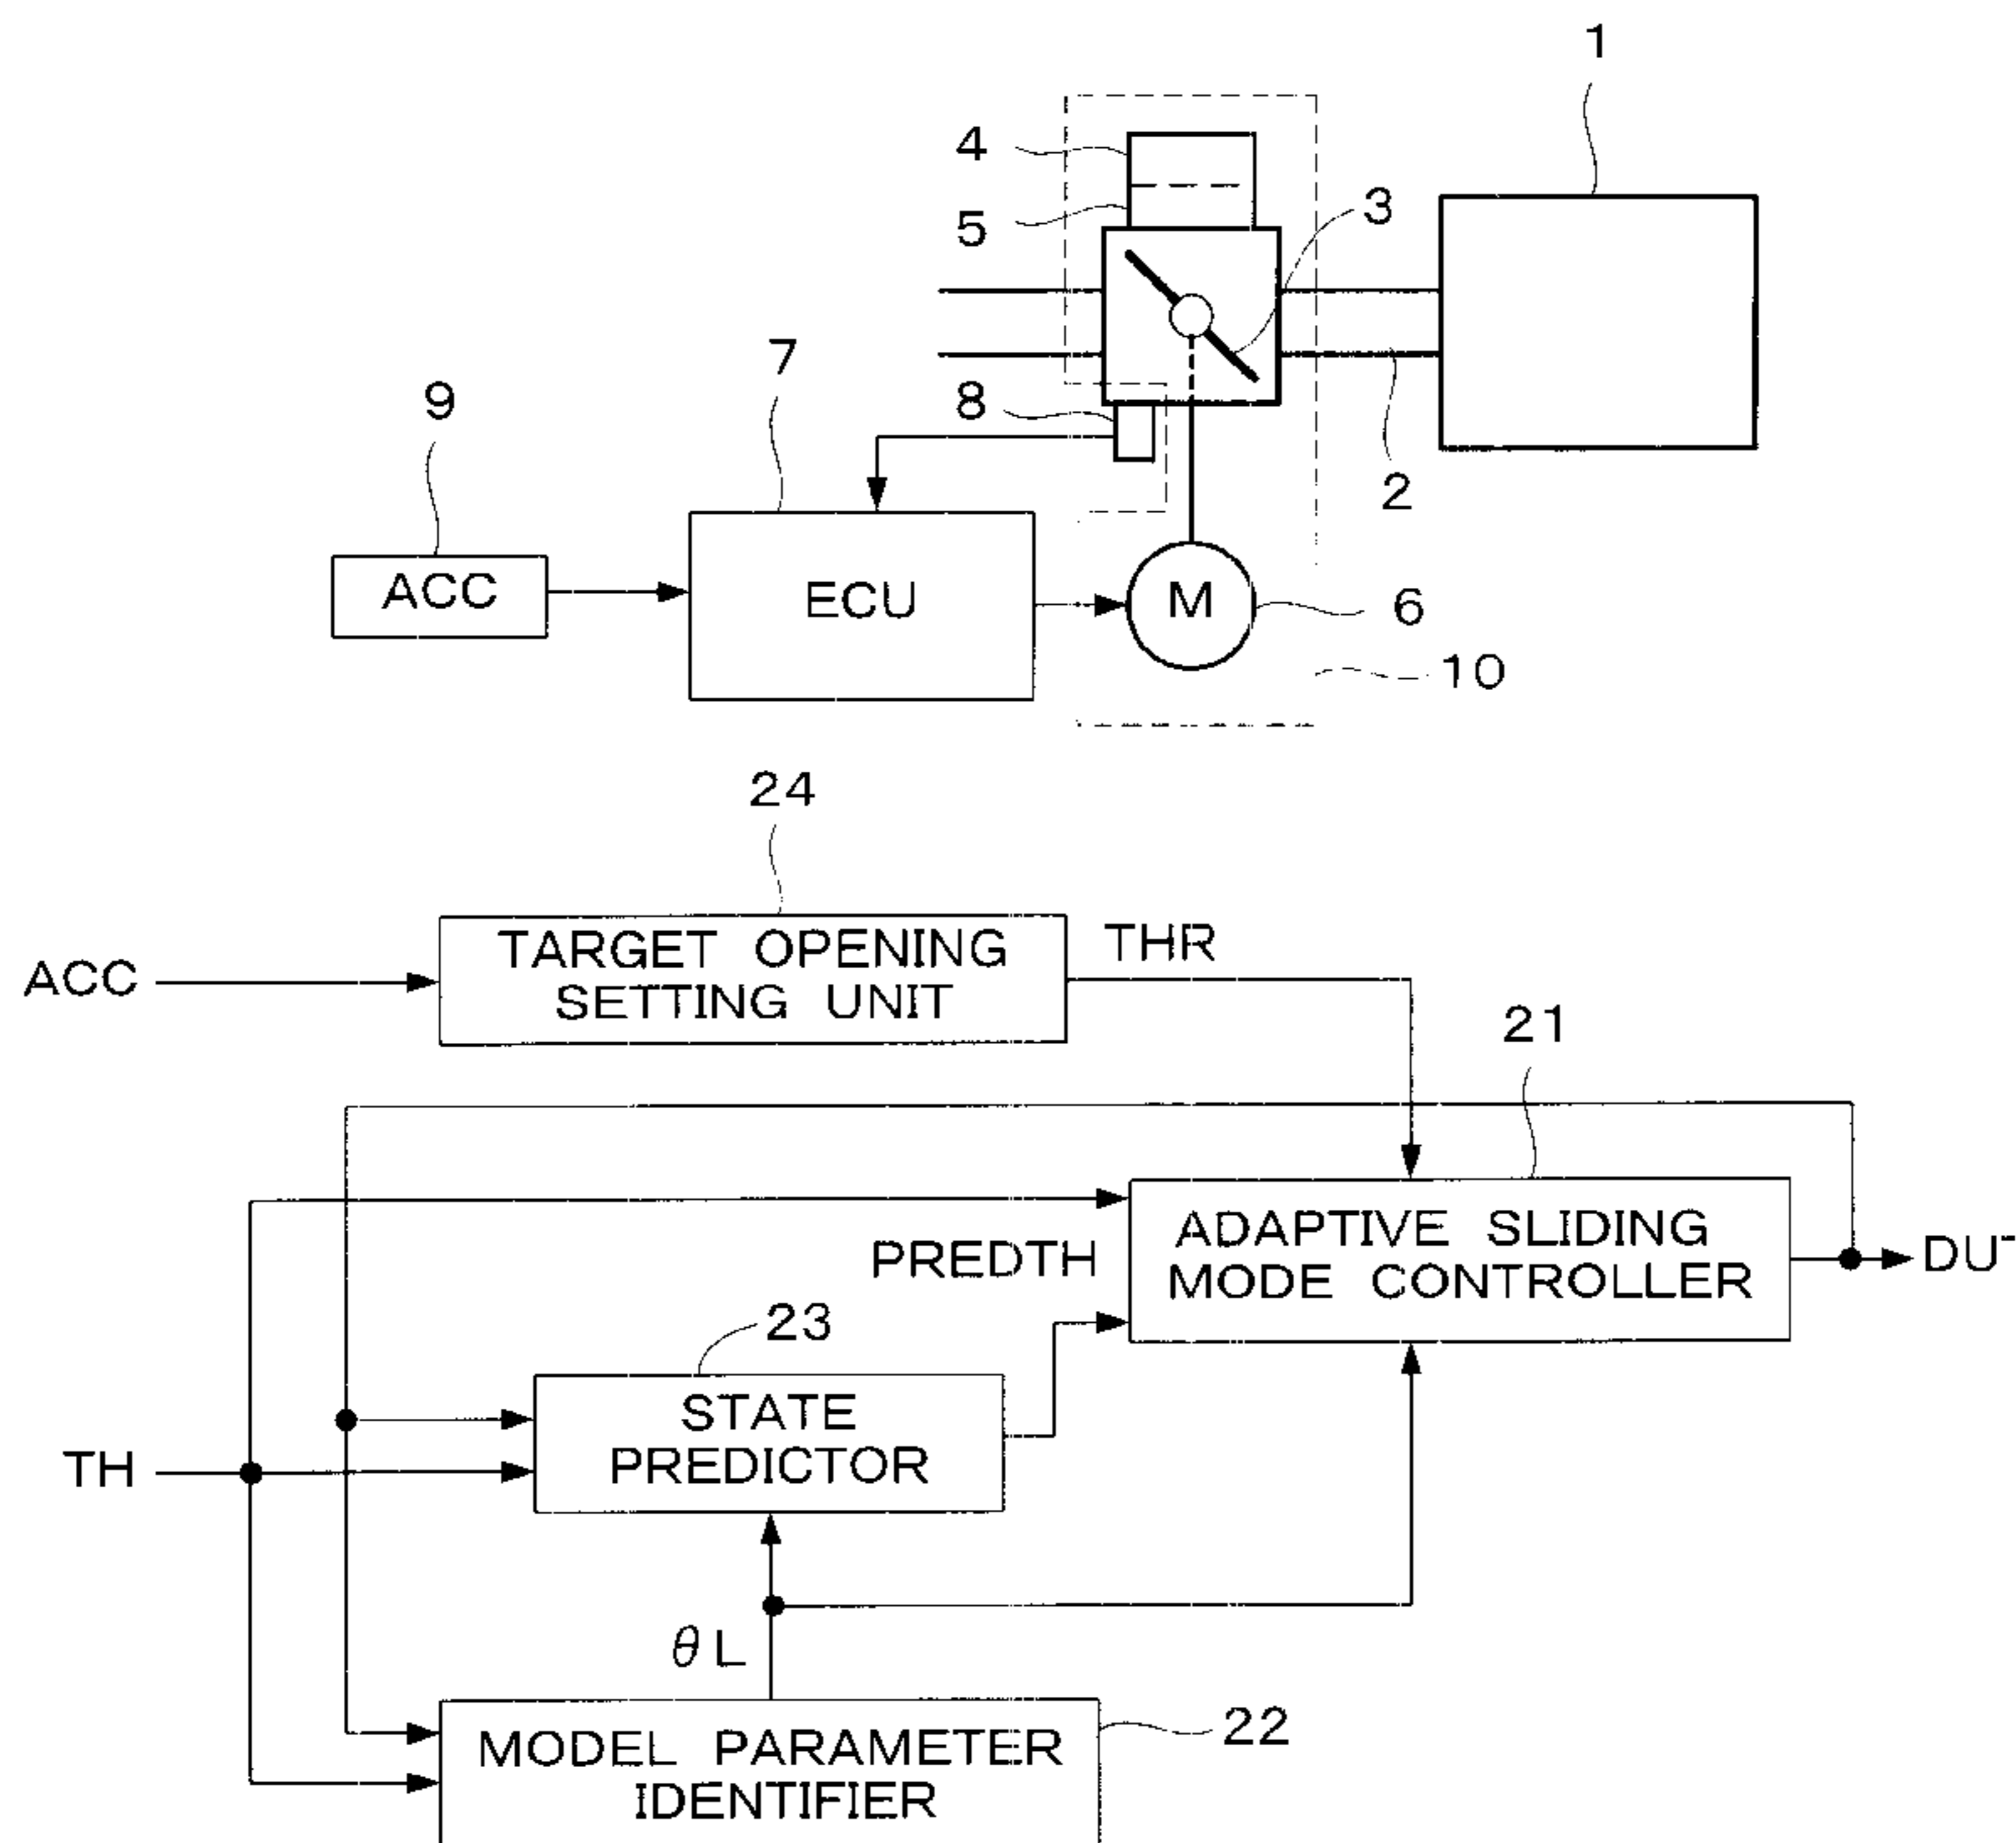 1
4
5
3
7
9
8
2
ACC
ECU
M
6
10
24
TARGET OPENING
SETTING UNIT
THR
ACC
21
ADAPTIVE SLIDING
MODE CONTROLLER
PREDTH
23
STATE
PREDICTOR
TH
θL
22
MODEL PARAMETER
IDENTIFIER